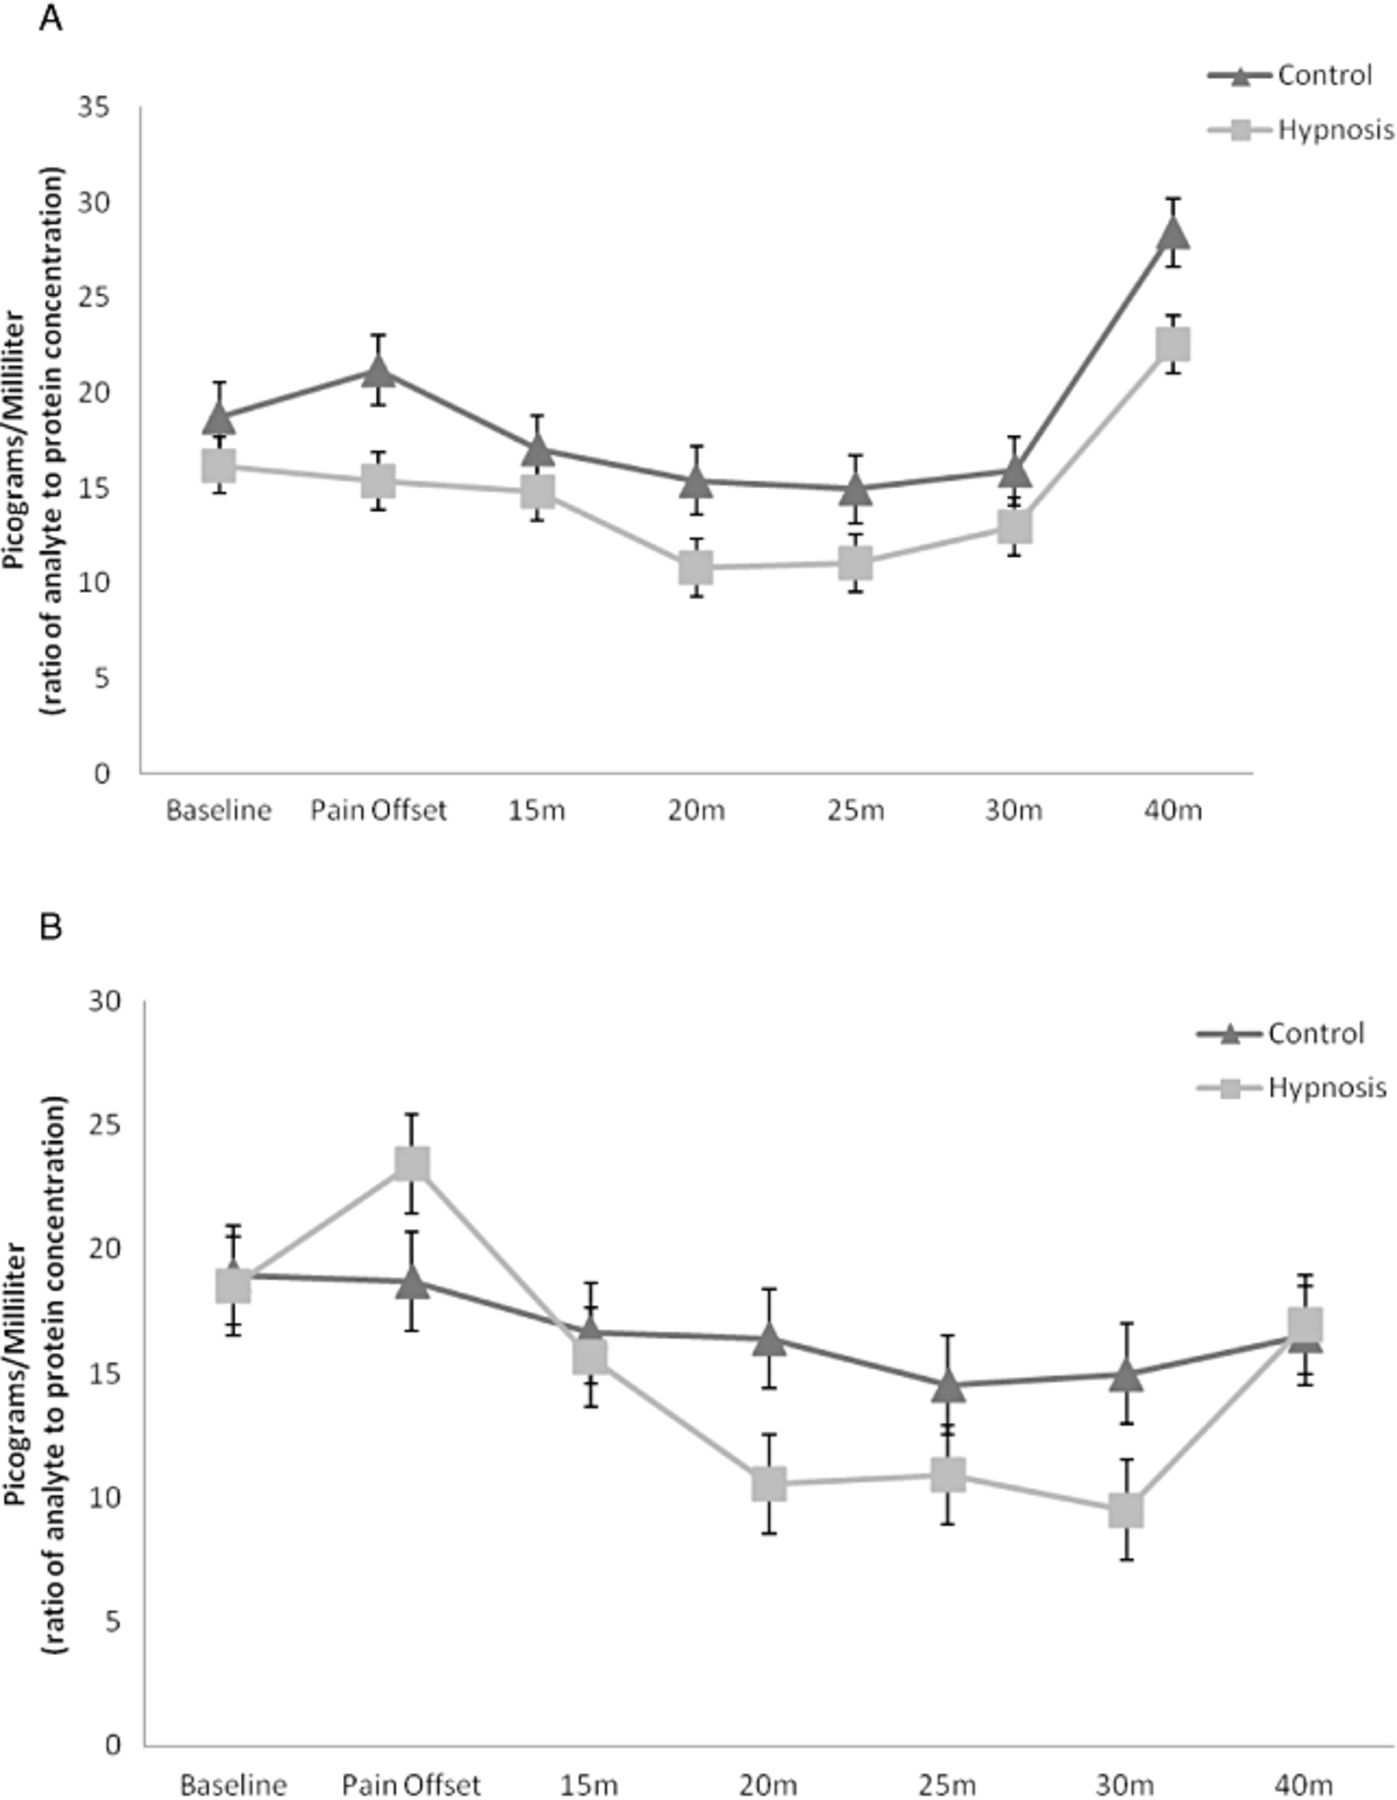 A
Control
Hypnosis
35
30
25
20
15
10
5
0
Picograms/Milliliter
(ratio of analyte to protein concentration)
Baseline Pain Offset 15m 20m 25m 30m 40m
B
Control
Hypnosis
30
25
20
15
10
5
0
Picograms/Milliliter
(ratio of analyte to protein concentration)
Baseline Pain Offset 15m 20m 25m 30m 40m